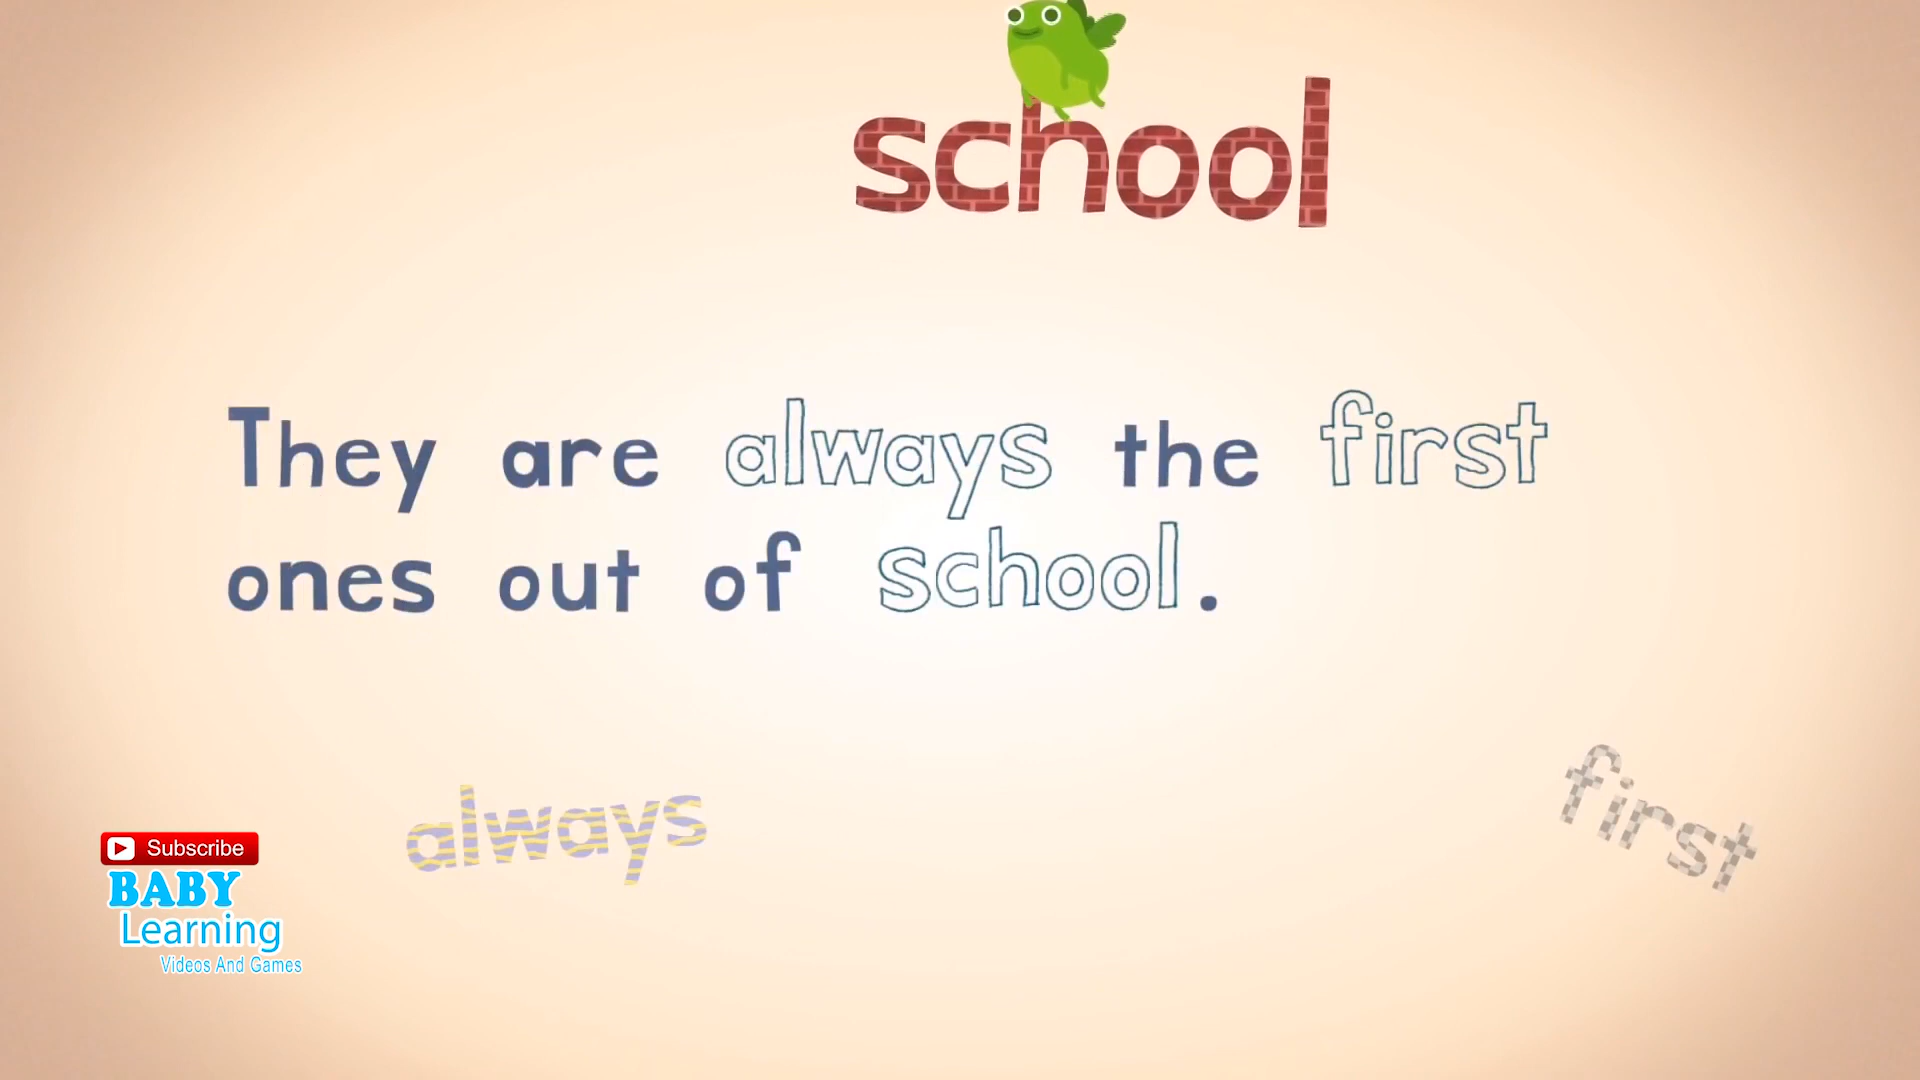 school
They are always the first
ones out of school.
always
first
Subscribe
BABY
Learning
Videos And Games